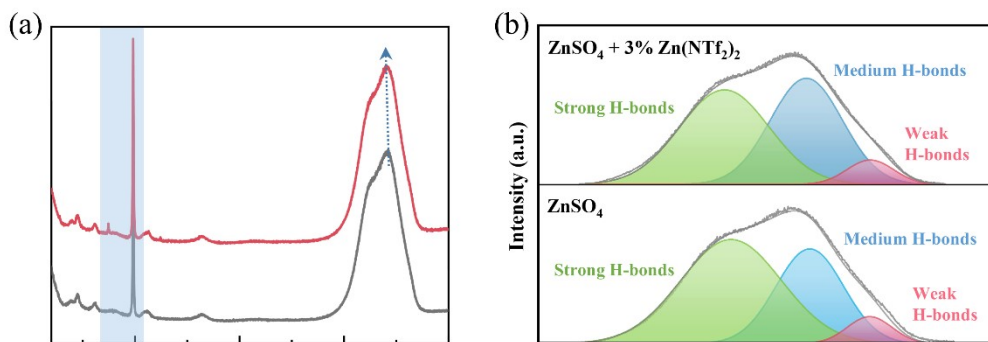 (a)
(b)
ZnSO₄ + 3% Zn(NTf₂)₂
Medium H-bonds
Strong H-bonds
Weak
H-bonds
Intensity (a.u.)
ZnSO₄
Medium H-bonds
Strong H-bonds
Weak
H-bonds